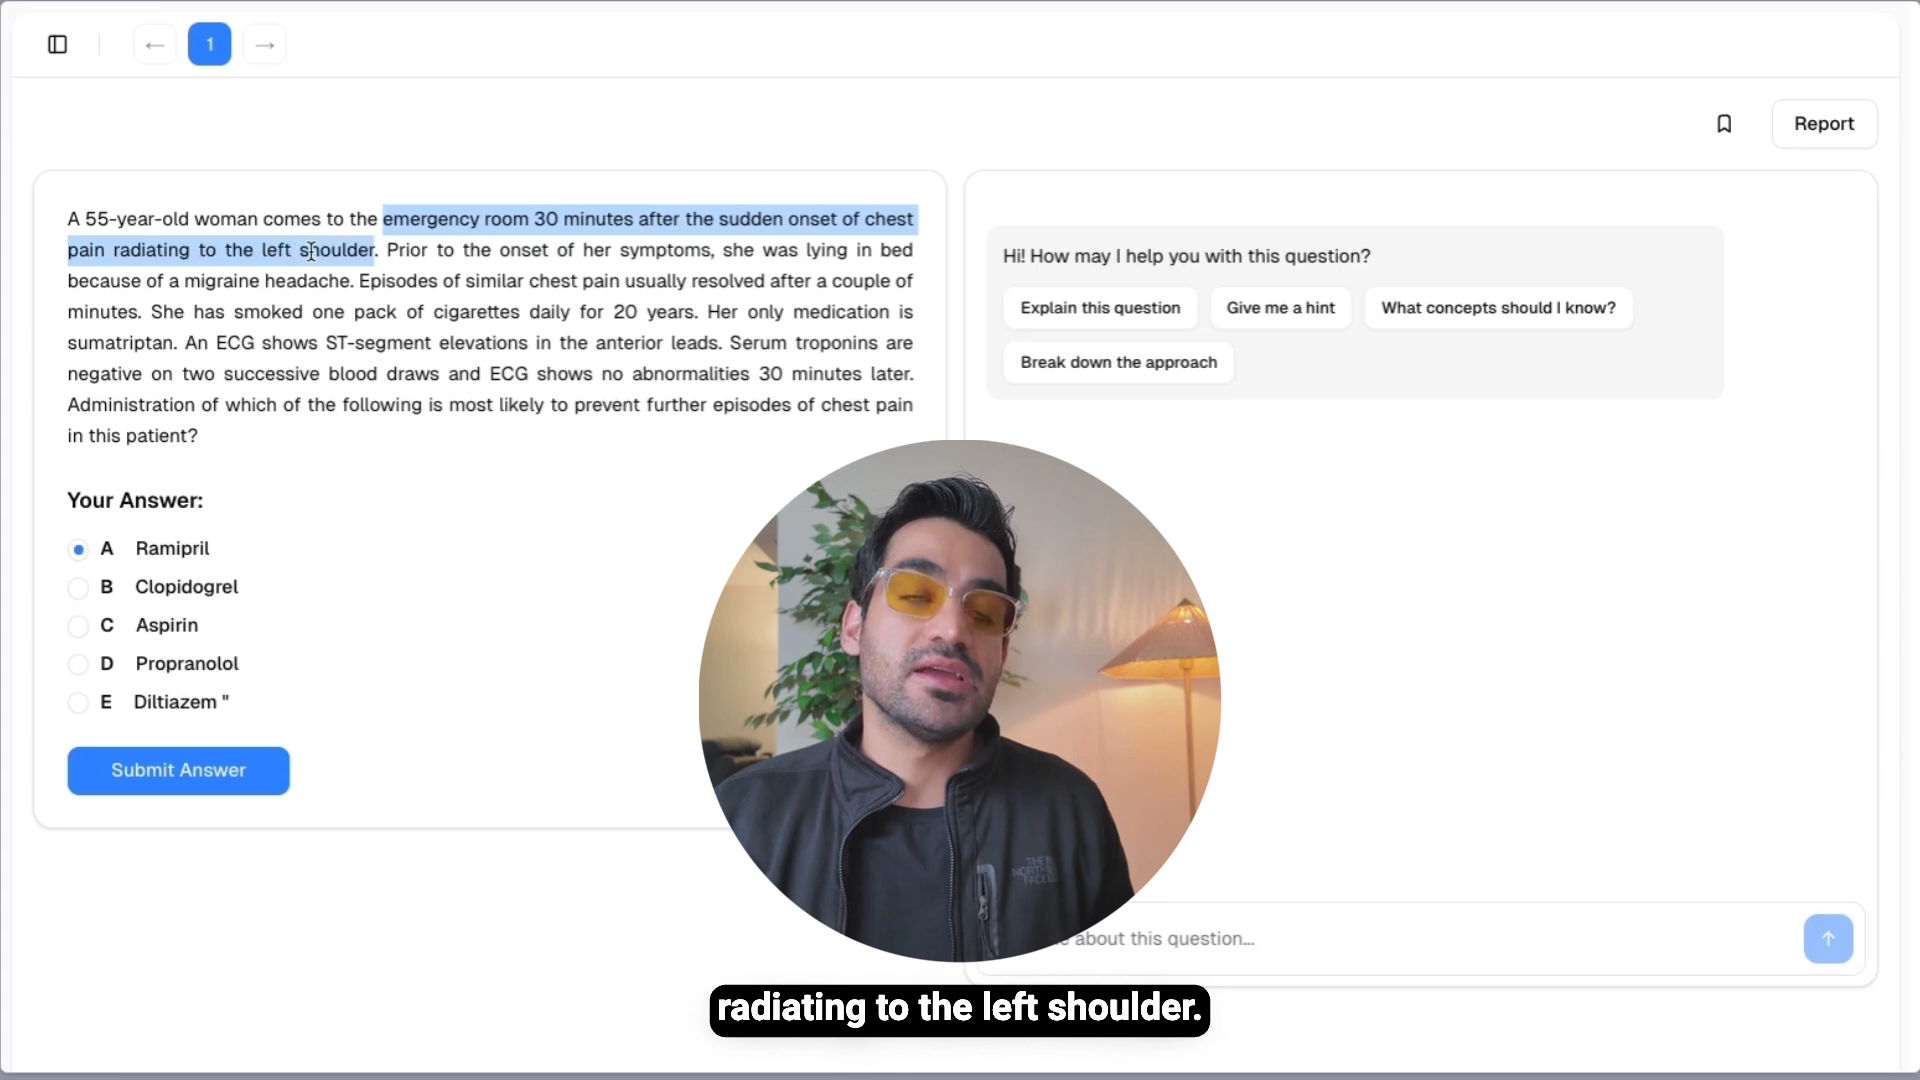 1
Report
A 55-year-old woman comes to the emergency room 30 minutes after the sudden onset of chest
pain radiating to the left shoulder. Prior to the onset of her symptoms, she was lying in bed
because of a migraine headache. Episodes of similar chest pain usually resolved after a couple of
minutes. She has smoked one pack of cigarettes daily for 20 years. Her only medication is
sumatriptan. An ECG shows ST-segment elevations in the anterior leads. Serum troponins are
negative on two successive blood draws and ECG shows no abnormalities 30 minutes later.
Administration of which of the following is most likely to prevent further episodes of chest pain
in this patient?
Your Answer:
A Ramipril
B Clopidogrel
C Aspirin
D Propranolol
E Diltiazem "
Submit Answer
Hi! How may I help you with this question?
Explain this question
Give me a hint
What concepts should I know?
Break down the approach
about this question...
THE
NORTH
FACE
radiating to the left shoulder.